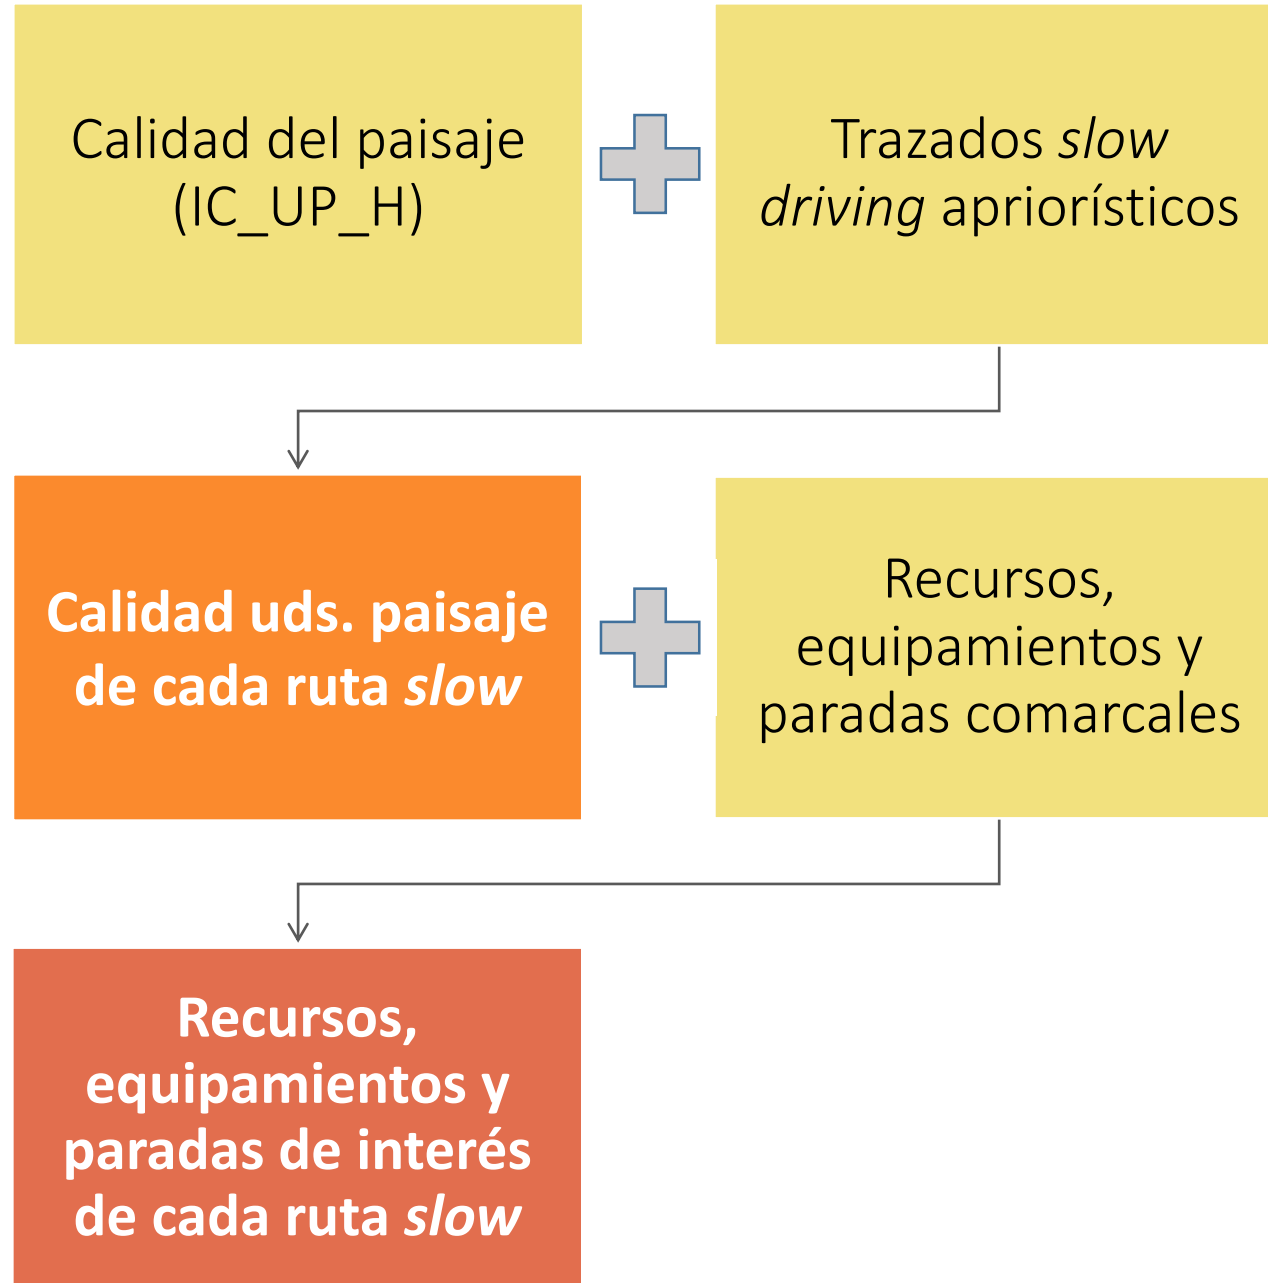 Calidad del paisaje
(IC_UP_H)
Trazados slow
driving apriorísticos
Calidad uds. paisaje
de cada ruta slow
Recursos,
equipamientos y
paradas comarcales
Recursos,
equipamientos y
paradas de interés
de cada ruta slow